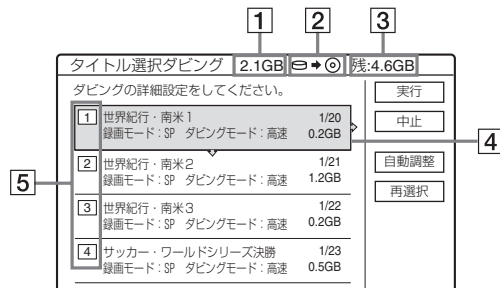 1 2 3
タイトル選択ダビング 2.1GB 残:4.6GB
ダビングの詳細設定をしてください。
1 世界紀行・南米1 1/20
録画モード:SP ダビングモード:高速 0.2GB
2 世界紀行・南米2 1/21
録画モード:SP ダビングモード:高速 1.2GB
3 世界紀行・南米3 1/22
録画モード:SP ダビングモード:高速 0.2GB
4 サッカー・ワールドシリーズ決勝 1/23
録画モード:SP ダビングモード:高速 0.5GB
実行
中止
自動調整
再選択
4
5